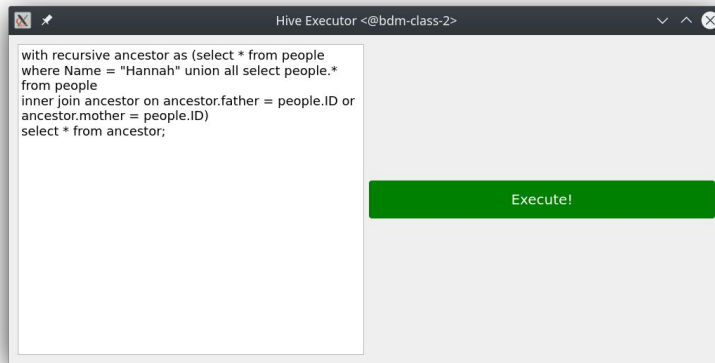 Hive Executor <@bdm-class-2>
with recursive ancestor as (select * from people
where Name = "Hannah" union all select people.*
from people
inner join ancestor on ancestor.father = people.ID or
ancestor.mother = people.ID)
select * from ancestor;
Execute!